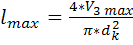 l_max = 4*V_3 max / π*d_k^2